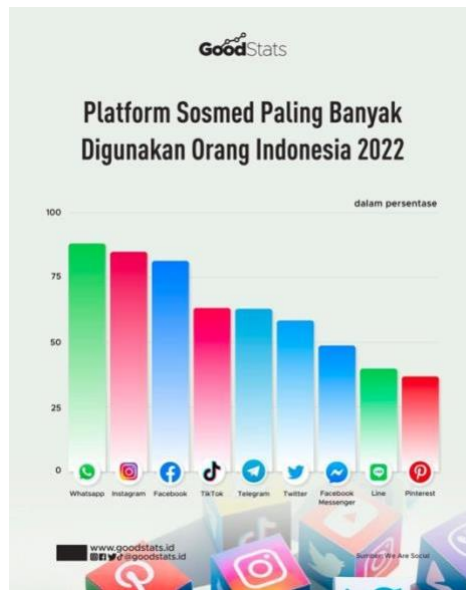 GoodStats
Platform Sosmed Paling Banyak
Digunakan Orang Indonesia 2022
dalam persentase
100
75
50
25
0
Whatsapp Instagram Facebook TikTok Telegram Twitter Facebook Messenger Line Pinterest
www.goodstats.id
@goodstats.id
Sumber: We Are Social